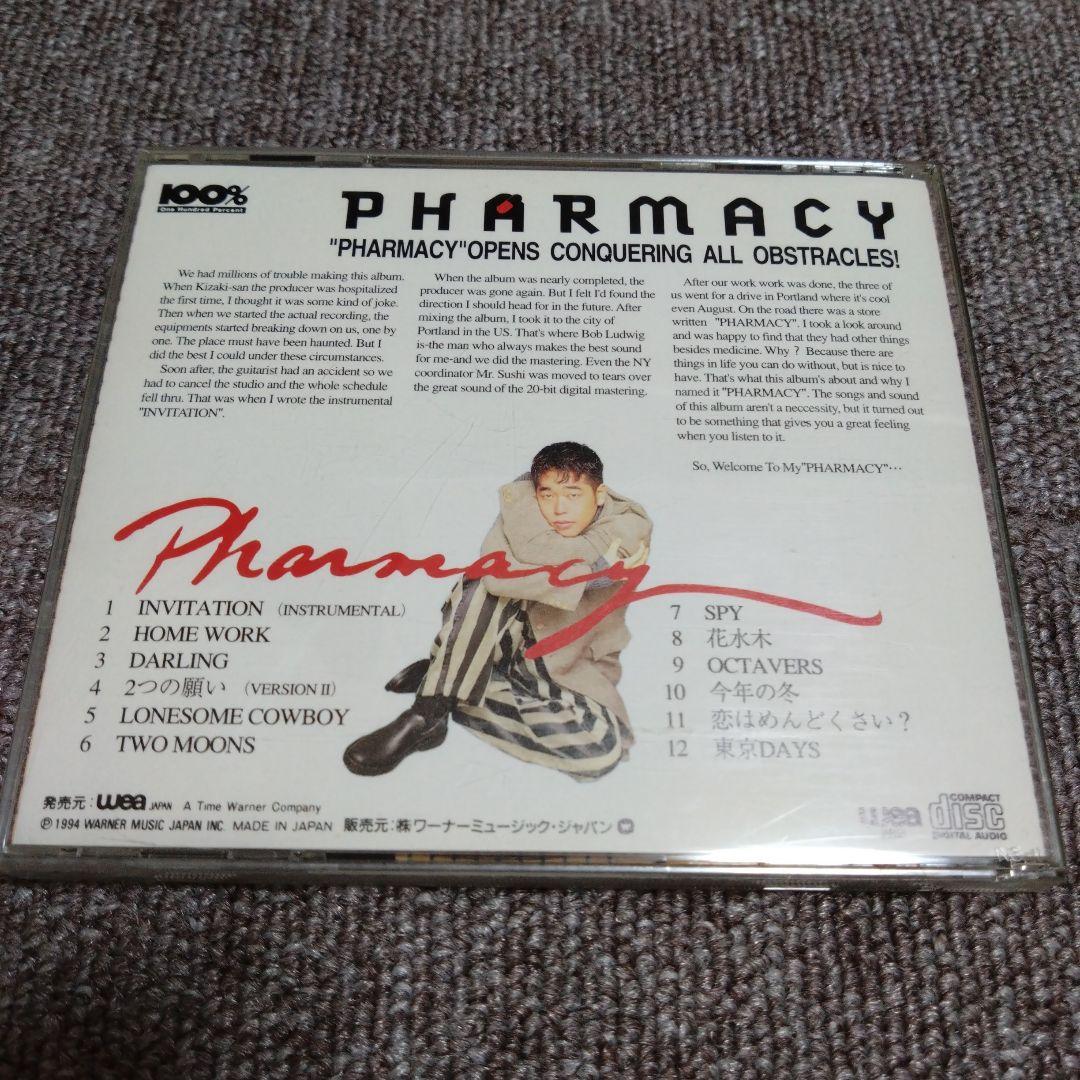 100%
One Hundred Percent
PHARMACY
"PHARMACY"OPENS CONQUERING ALL OBSTRACLES!
We had millions of trouble making this album.
When Kizaki-san the producer was hospitalized
the first time, I thought it was some kind of joke.
Then when we started the actual recording, the
equipments started breaking down on us, one by
one. The place must have been haunted. But I
did the best I could under these circumstances.
Soon after, the guitarist had an accident so we
had to cancel the studio and the whole schedule
fell thru. That was when I wrote the instrumental
"INVITATION".
When the album was nearly completed, the
producer was gone again. But I felt I'd found the
direction I should head for in the future. After
mixing the album, I took it to the city of
Portland in the US. That's where Bob Ludwig
is-the man who always makes the best sound
for me-and we did the mastering. Even the NY
coordinator Mr. Sushi was moved to tears over
the great sound of the 20-bit digital mastering.
After our work work was done, the three of
us went for a drive in Portland where it's cool
even August. On the road there was a store
written "PHARMACY". I took a look around
and was happy to find that they had other things
besides medicine. Why ? Because there are
things in life you can do without, but is nice to
have. That's what this album's about and why I
named it "PHARMACY". The songs and sound
of this album aren't a neccessity, but it turned out
to be something that gives you a great feeling
when you listen to it.
So, Welcome To My"PHARMACY"…
Pharmacy
1 INVITATION (INSTRUMENTAL)
2 HOME WORK
3 DARLING
4 2つの願い (VERSION II)
5 LONESOME COWBOY
6 TWO MOONS
7 SPY
8 花水木
9 OCTAVERS
10 今年の冬
11 恋はめんどくさい?
12 東京DAYS
発売元:wea JAPAN A Time Warner Company
℗1994 WARNER MUSIC JAPAN INC. MADE IN JAPAN 販売元:㈱ワーナーミュージック・ジャパン
wea
COMPACT
disc
DIGITAL AUDIO